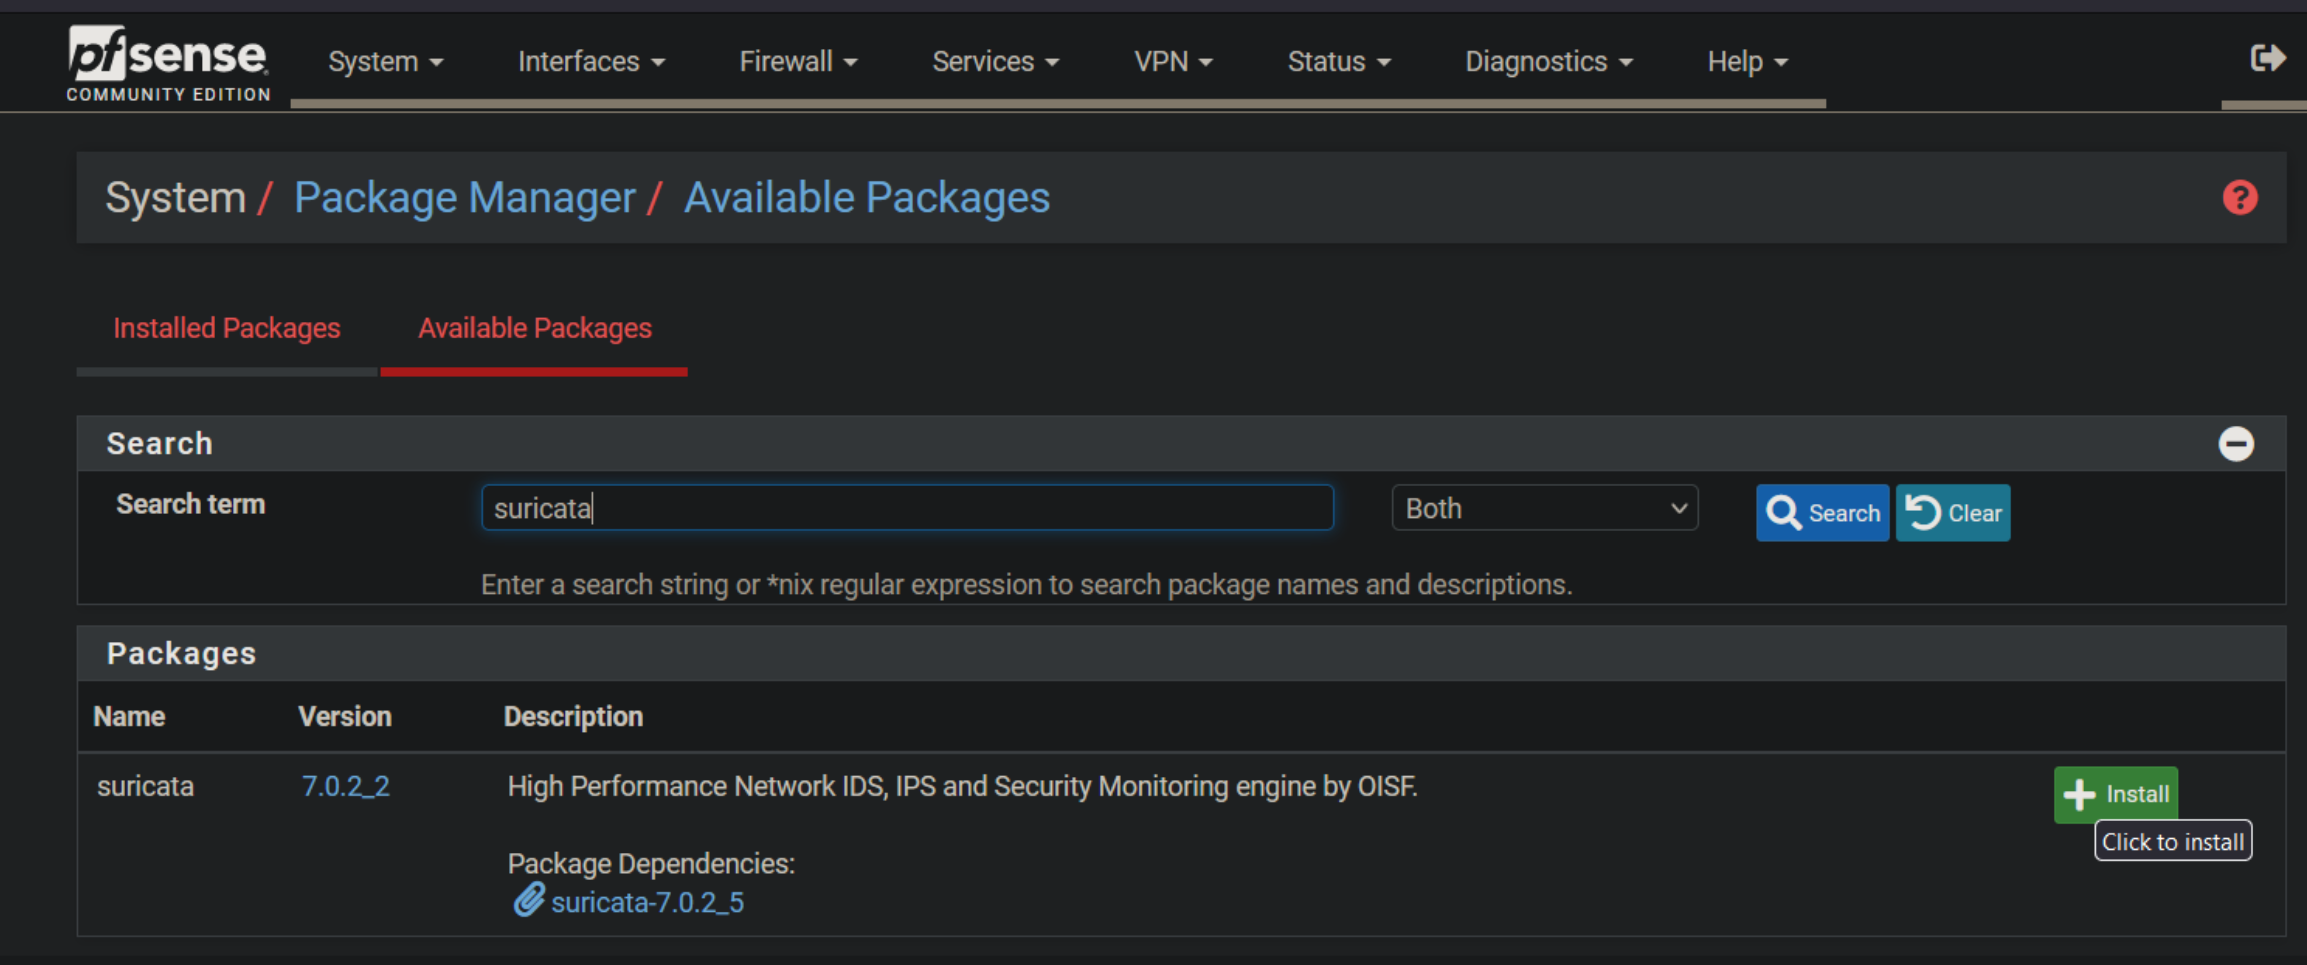 pfsense
COMMUNITY EDITION
System Interfaces Firewall Services VPN Status Diagnostics Help
System / Package Manager / Available Packages
?
Installed Packages Available Packages
Search
Search term suricata Both Search Clear
Enter a search string or *nix regular expression to search package names and descriptions.
Packages
Name Version Description
suricata 7.0.2_2 High Performance Network IDS, IPS and Security Monitoring engine by OISF. Install
Click to install
Package Dependencies:
suricata-7.0.2_5